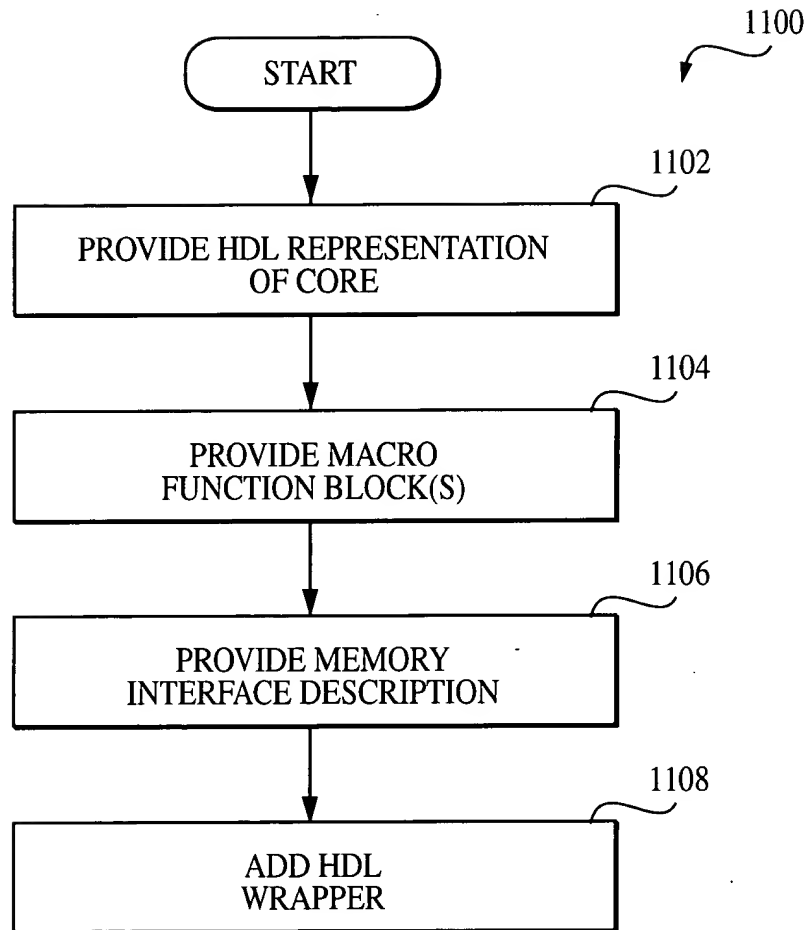 1100
START
1102
PROVIDE HDL REPRESENTATION
OF CORE
1104
PROVIDE MACRO
FUNCTION BLOCK(S)
1106
PROVIDE MEMORY
INTERFACE DESCRIPTION
1108
ADD HDL
WRAPPER